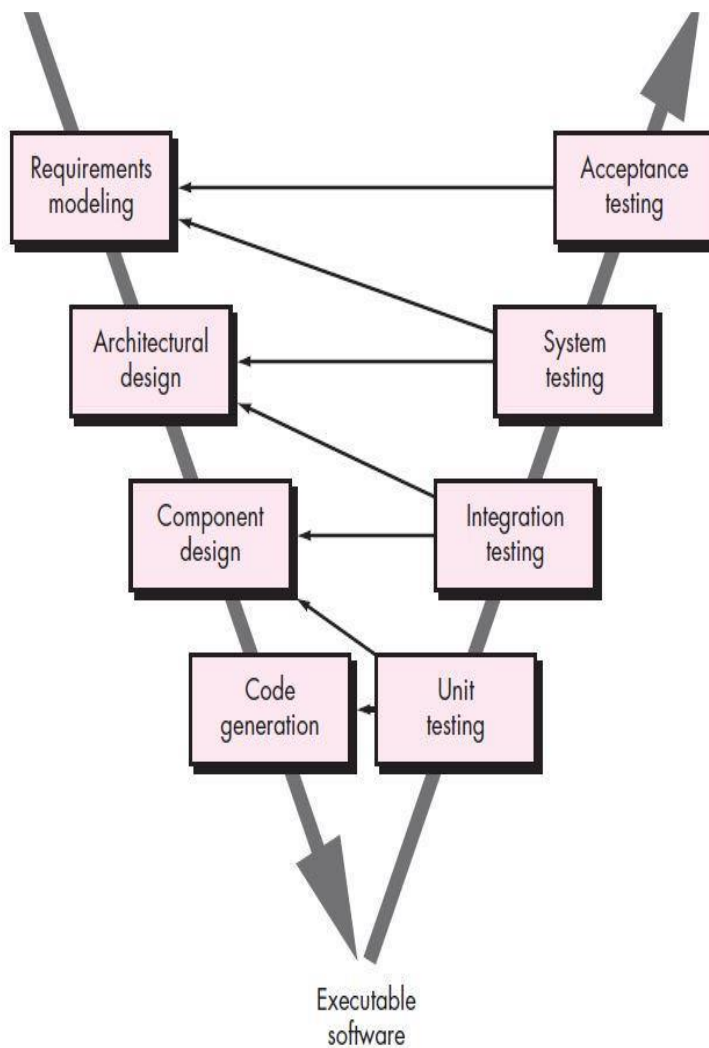 Requirements
modeling
Acceptance
testing
Architectural
design
System
testing
Component
design
Integration
testing
Code
generation
Unit
testing
Executable
software